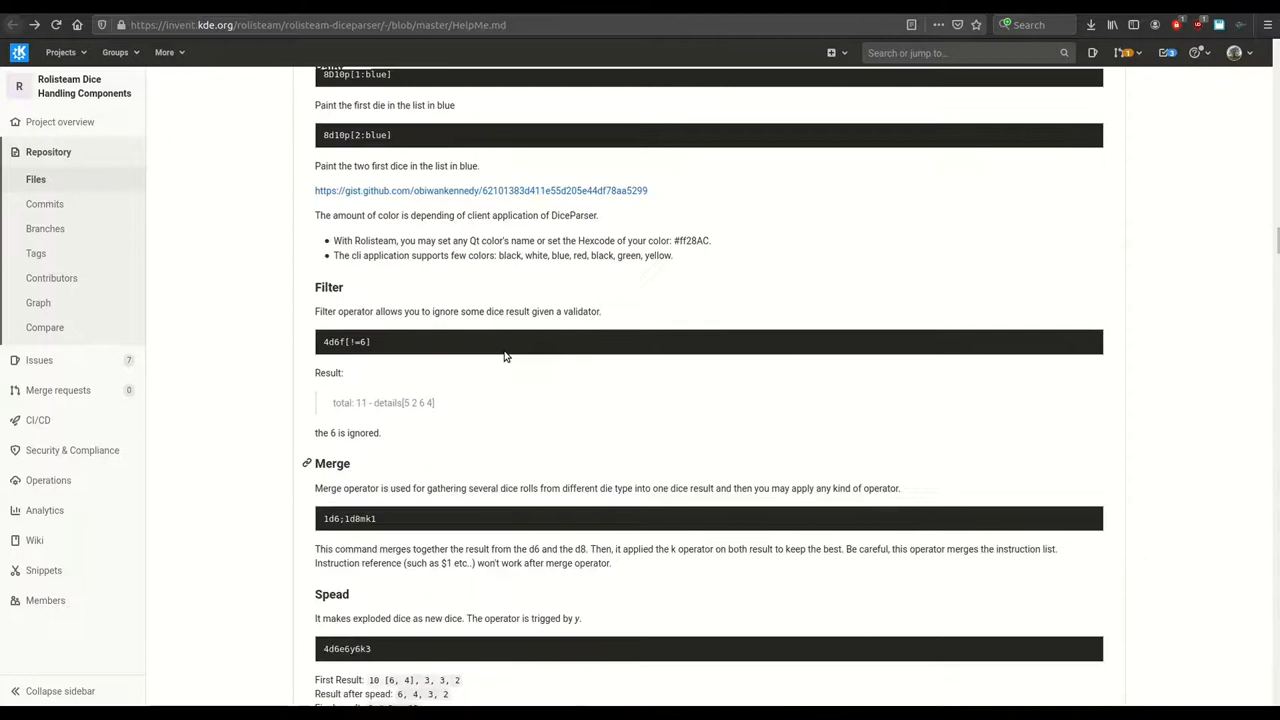 https://invent.kde.org/rolisteam/rolisteam-diceparser/-/blob/master/HelpMe.md
Search
Projects
Groups
More
Search or jump to...
1
3
R
Rolisteam Dice
Handling Components
Project overview
Repository
Files
Commits
Branches
Tags
Contributors
Graph
Compare
Issues
7
Merge requests
0
CI/CD
Security & Compliance
Operations
Analytics
Wiki
Snippets
Members
Collapse sidebar
8D10p[1:blue]
Paint the first die in the list in blue
8d10p[2:blue]
Paint the two first dice in the list in blue.
https://gist.github.com/obiwankennedy/62101383d411e55d205e44df78aa5299
The amount of color is depending of client application of DiceParser.
• With Rolisteam, you may set any Qt color's name or set the Hexcode of your color: #ff28AC.
• The cli application supports few colors: black, white, blue, red, black, green, yellow.
Filter
Filter operator allows you to ignore some dice result given a validator.
4d6f[!=6]
Result:
total: 11 - details[5 2 6 4]
the 6 is ignored.
Merge
Merge operator is used for gathering several dice rolls from different die type into one dice result and then you may apply any kind of operator.
1d6;1d8mk1
This command merges together the result from the d6 and the d8. Then, it applied the k operator on both result to keep the best. Be careful, this operator merges the instruction list.
Instruction reference (such as $1 etc..) won't work after merge operator.
Spead
It makes exploded dice as new dice. The operator is trigged by y.
4d6e6y6k3
First Result: 10 [6, 4], 3, 3, 2
Result after spead: 6, 4, 3, 2